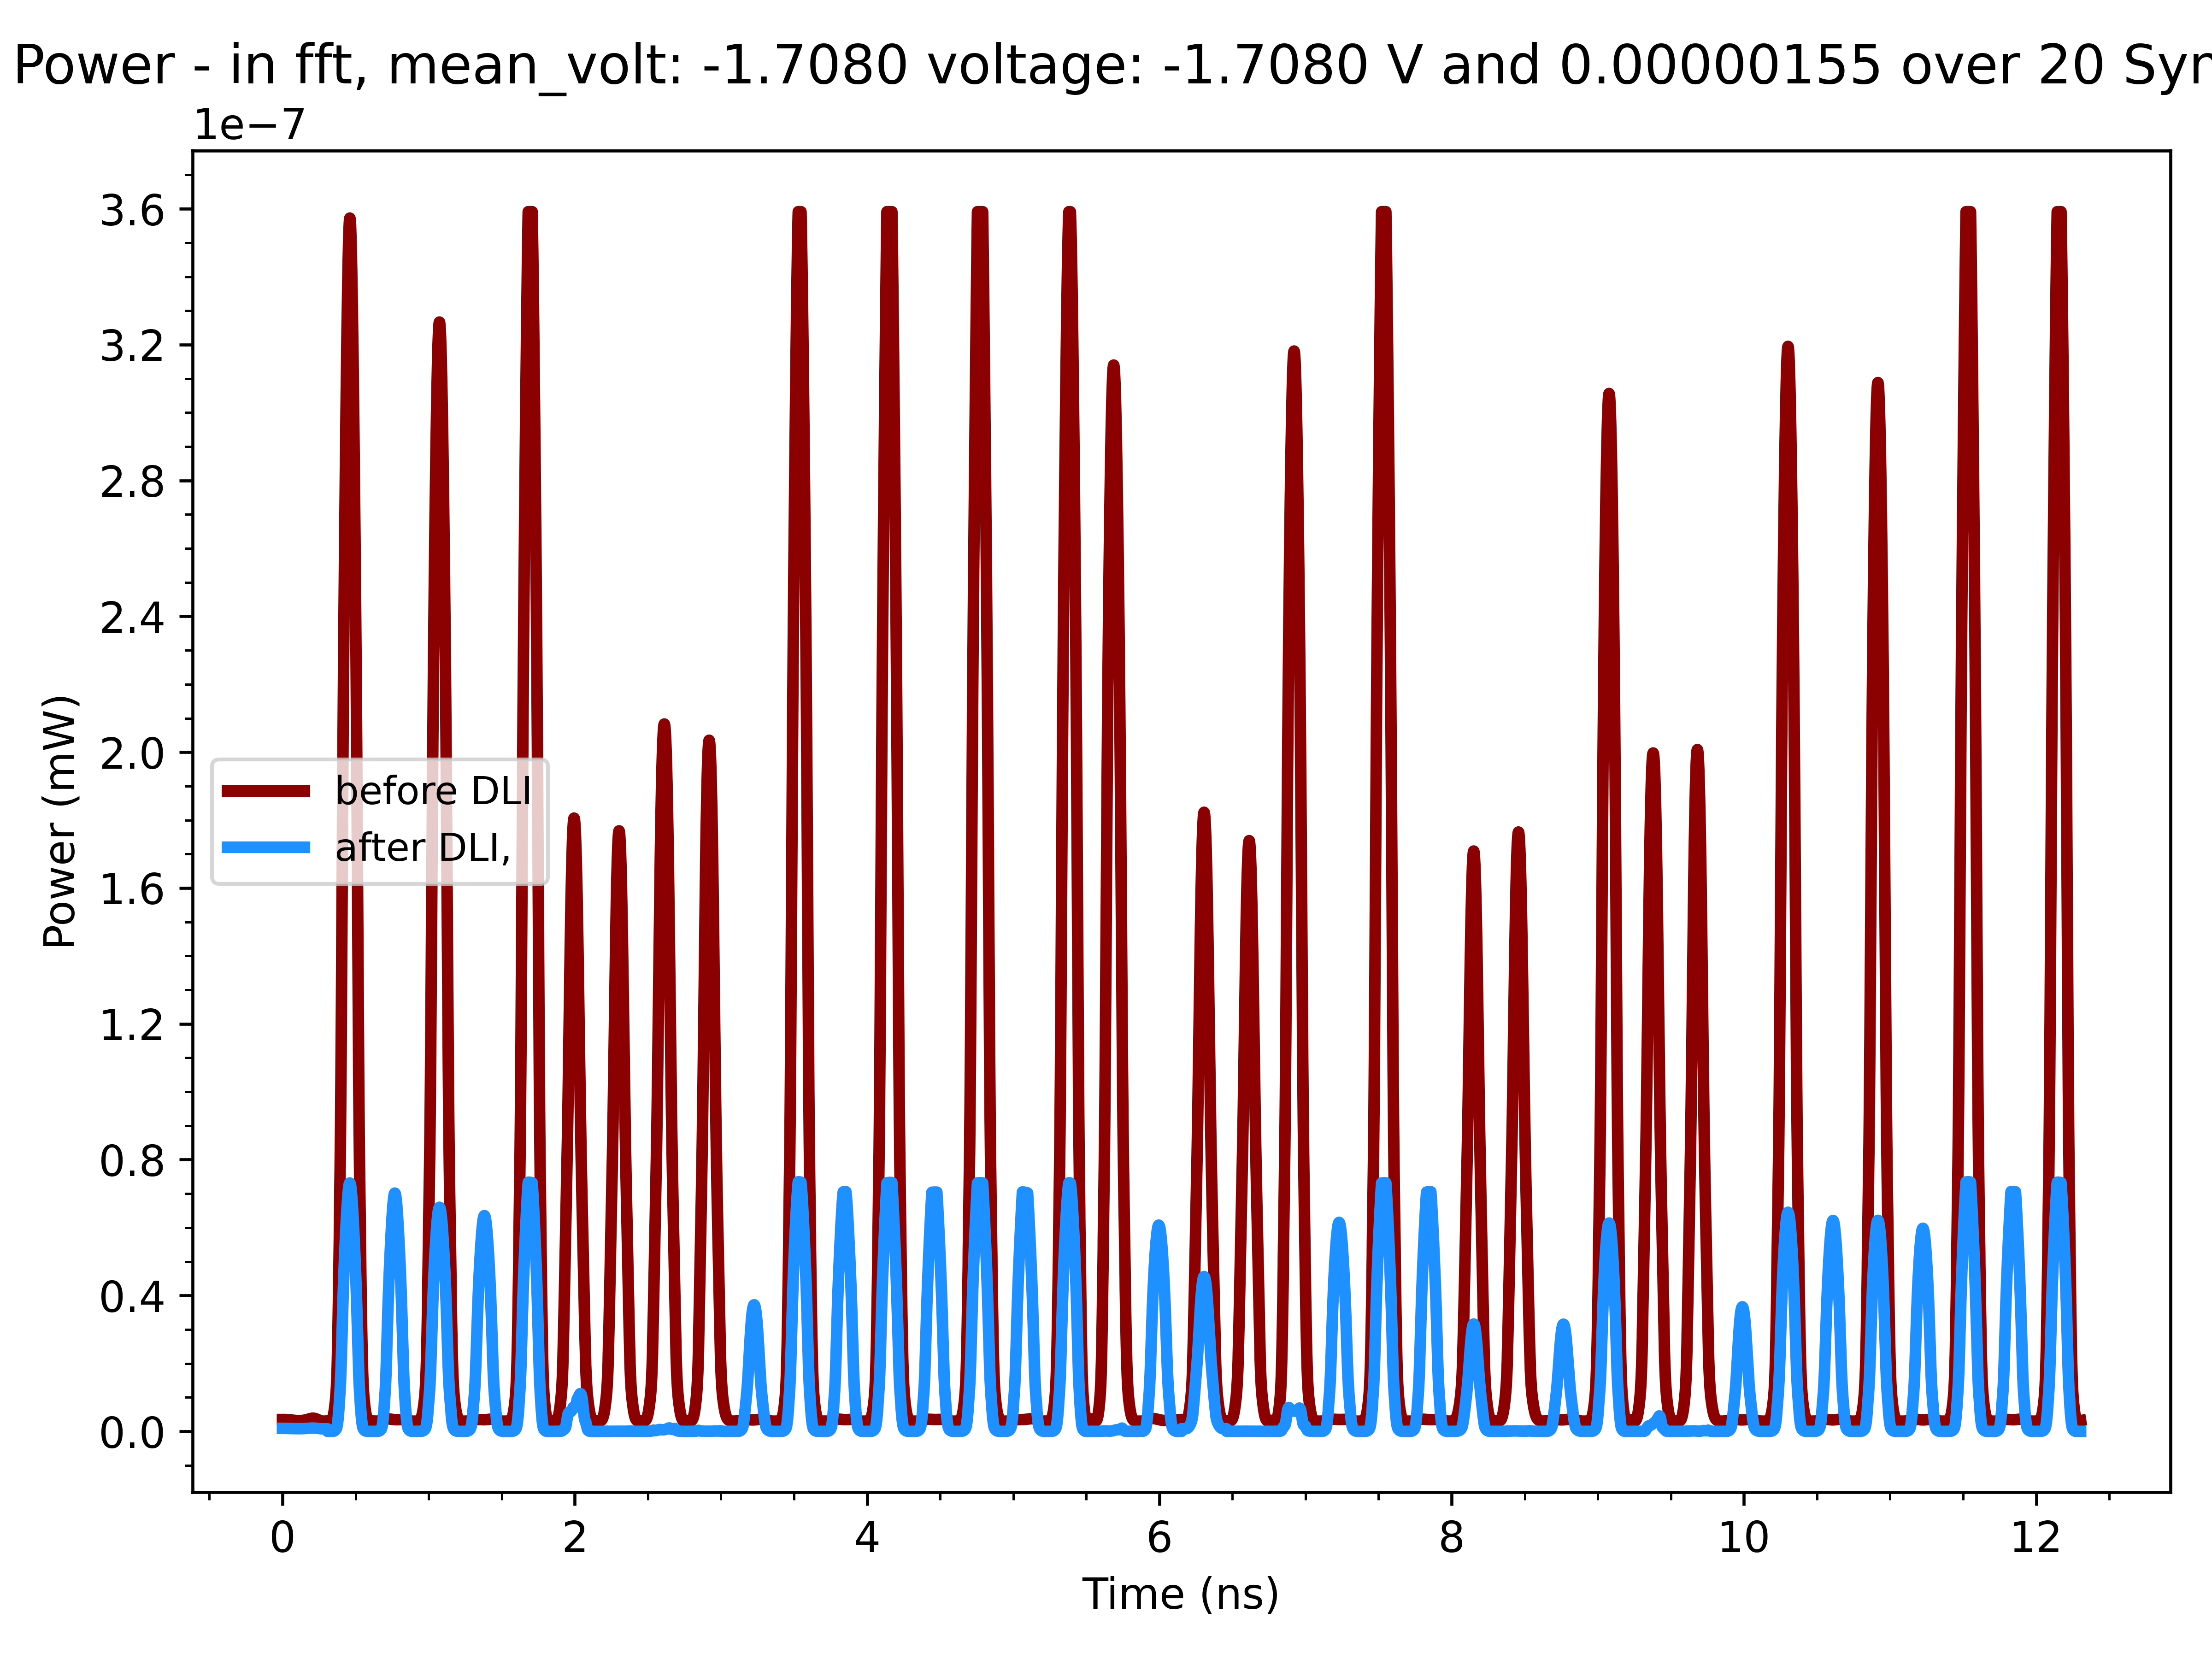 Power - in fft, mean_volt: -1.7080 voltage: -1.7080 V and 0.00000155 over 20
1e−7
3.6
3.2
2.8
2.4
2.0
1.6
1.2
0.8
0.4
0.0
Power (mW)
before DLI
after DLI,
0 2 4 6 8 10 12
Time (ns)